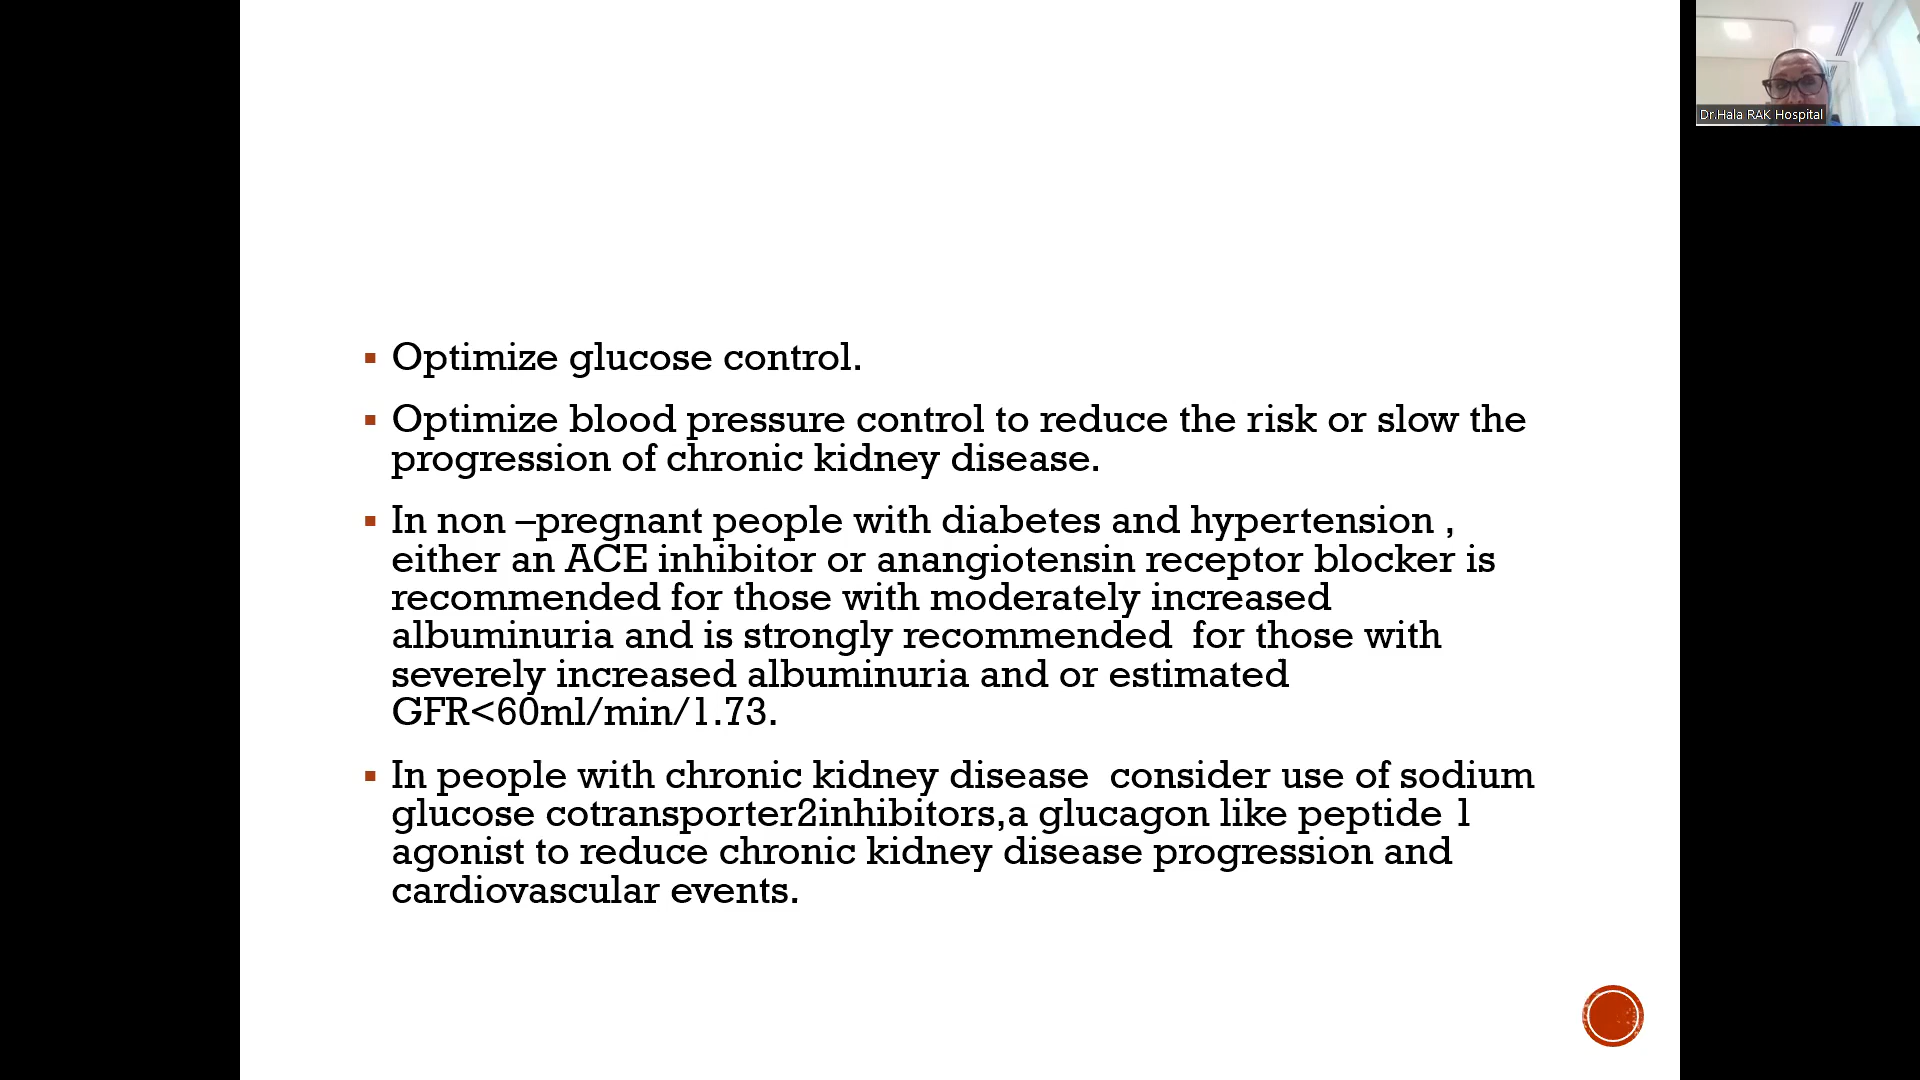 Optimize glucose control.
Optimize blood pressure control to reduce the risk or slow the
progression of chronic kidney disease.
In non –pregnant people with diabetes and hypertension ,
either an ACE inhibitor or anangiotensin receptor blocker is
recommended for those with moderately increased
albuminuria and is strongly recommended  for those with
severely increased albuminuria and or estimated
GFR<60ml/min/1.73.
In people with chronic kidney disease  consider use of sodium
glucose cotransporter2inhibitors,a glucagon like peptide 1
agonist to reduce chronic kidney disease progression and
cardiovascular events.
Dr.Hala RAK Hospital